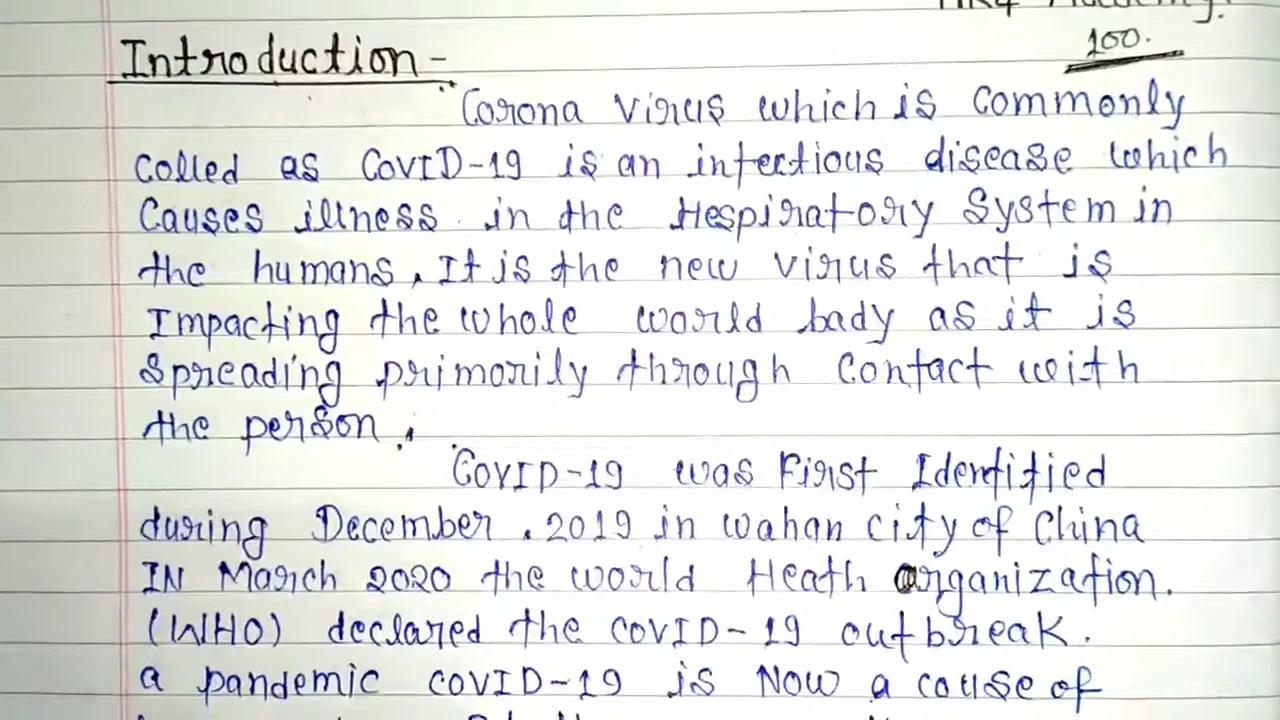 100.
Introduction -
Corona virus which is commonly
Called as COVID-19 is an infectious disease which
Causes illness in the Respiratory System in
the humans. It is the new virus that is
Impacting the whole world bady as it is
Spreading primarily through Contact with
the person.
COVID-19 was First Identified
during December, 2019 in wahan city of China
IN March 2020 the world Heath organization.
(WHO) declared the COVID-19 outbreak.
a pandemic COVID-19 is Now a couse of